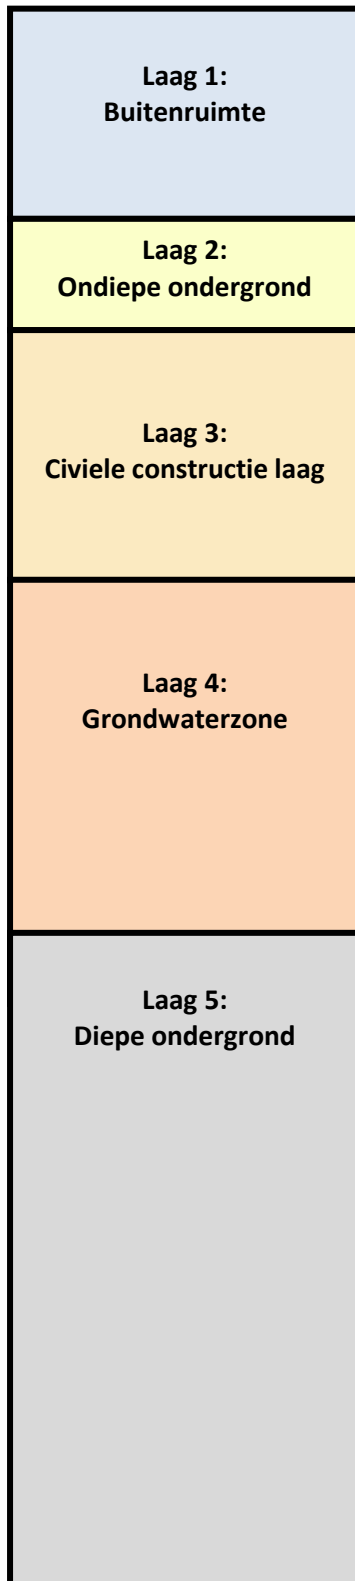 Laag 1:
Buitenruimte
Laag 2:
Ondiepe ondergrond
Laag 3:
Civiele constructie laag
Laag 4:
Grondwaterzone
Laag 5:
Diepe ondergrond